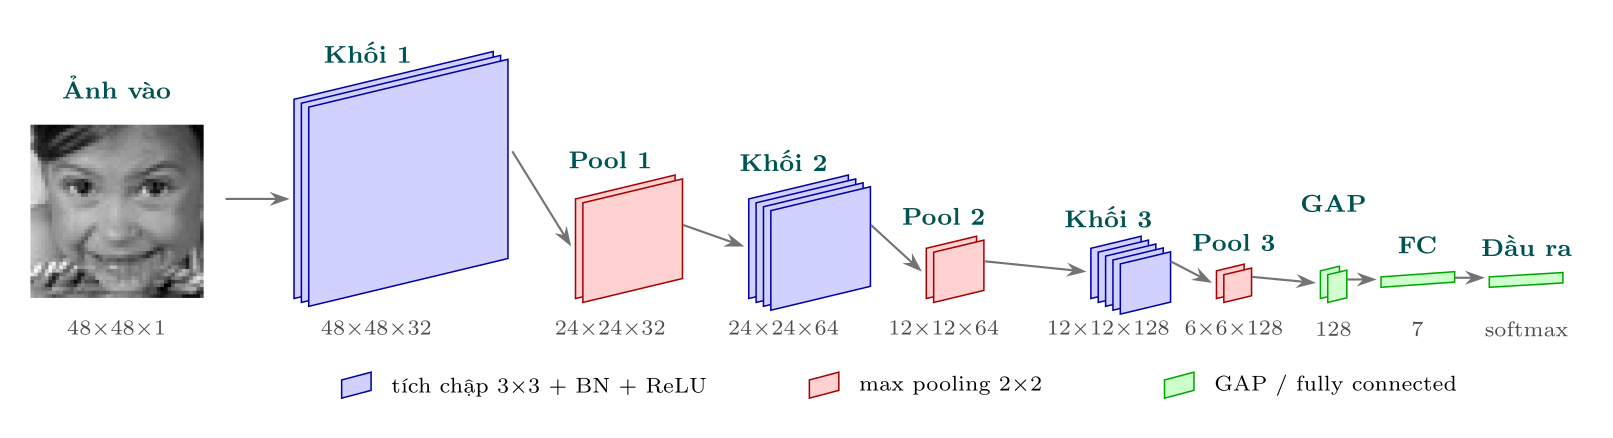 Ảnh vào
Khối 1
Pool 1
Khối 2
Pool 2
Khối 3
Pool 3
GAP
FC
Đầu ra
48×48×1
48×48×32
24×24×32
24×24×64
12×12×64
12×12×128
6×6×128
128
7
softmax
tích chập 3×3 + BN + ReLU
max pooling 2×2
GAP / fully connected